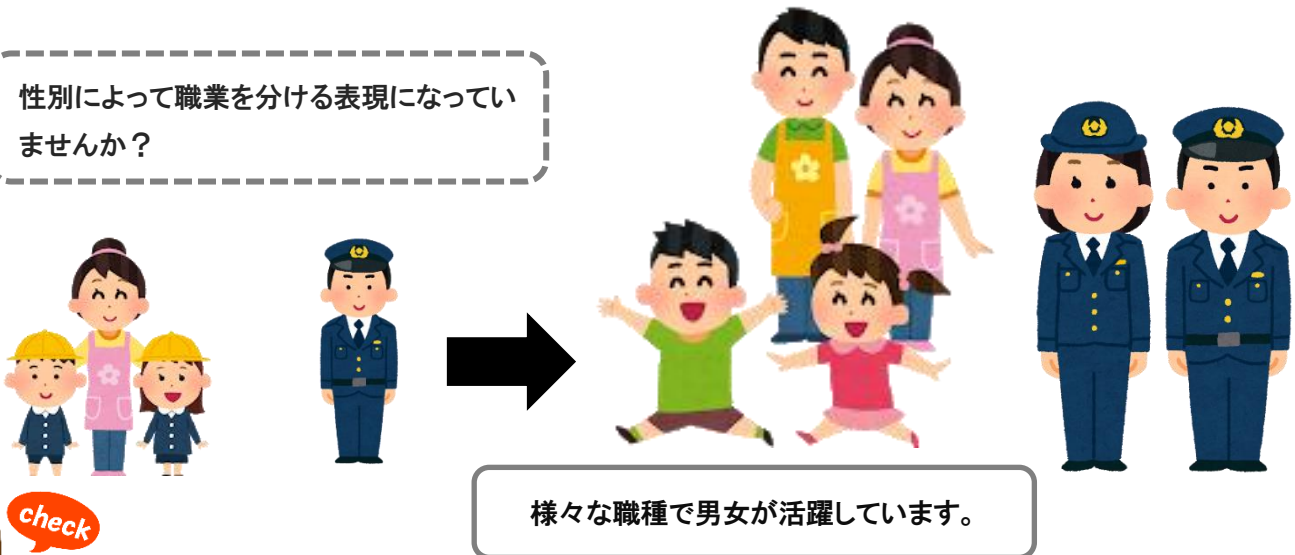 性別によって職業を分ける表現になってい
ませんか？
check
様々な職種で男女が活躍しています。